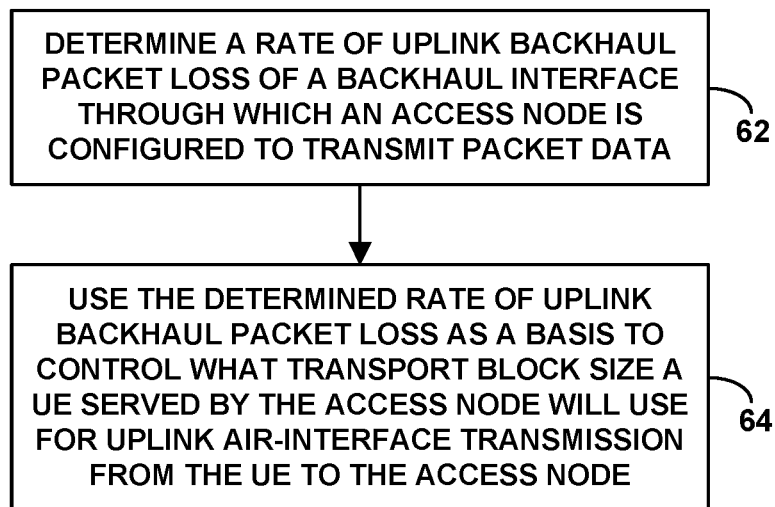 DETERMINE A RATE OF UPLINK BACKHAUL
PACKET LOSS OF A BACKHAUL INTERFACE
THROUGH WHICH AN ACCESS NODE IS
CONFIGURED TO TRANSMIT PACKET DATA
62
USE THE DETERMINED RATE OF UPLINK
BACKHAUL PACKET LOSS AS A BASIS TO
CONTROL WHAT TRANSPORT BLOCK SIZE A
UE SERVED BY THE ACCESS NODE WILL USE
FOR UPLINK AIR-INTERFACE TRANSMISSION
FROM THE UE TO THE ACCESS NODE
64